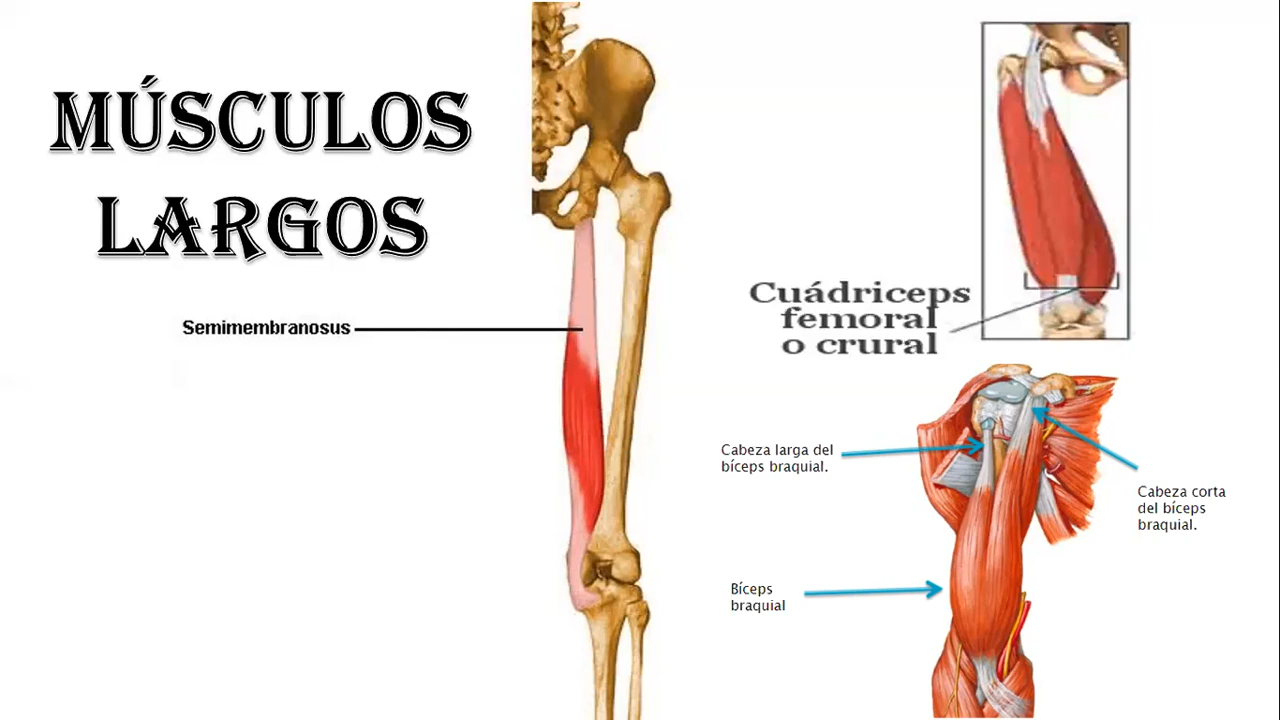 MÚSCULOS
LARGOS
Semimembranosus
Cuádriceps
femoral
o crural
Cabeza larga del
bíceps braquial.
Cabeza corta
del bíceps
braquial.
Bíceps
braquial